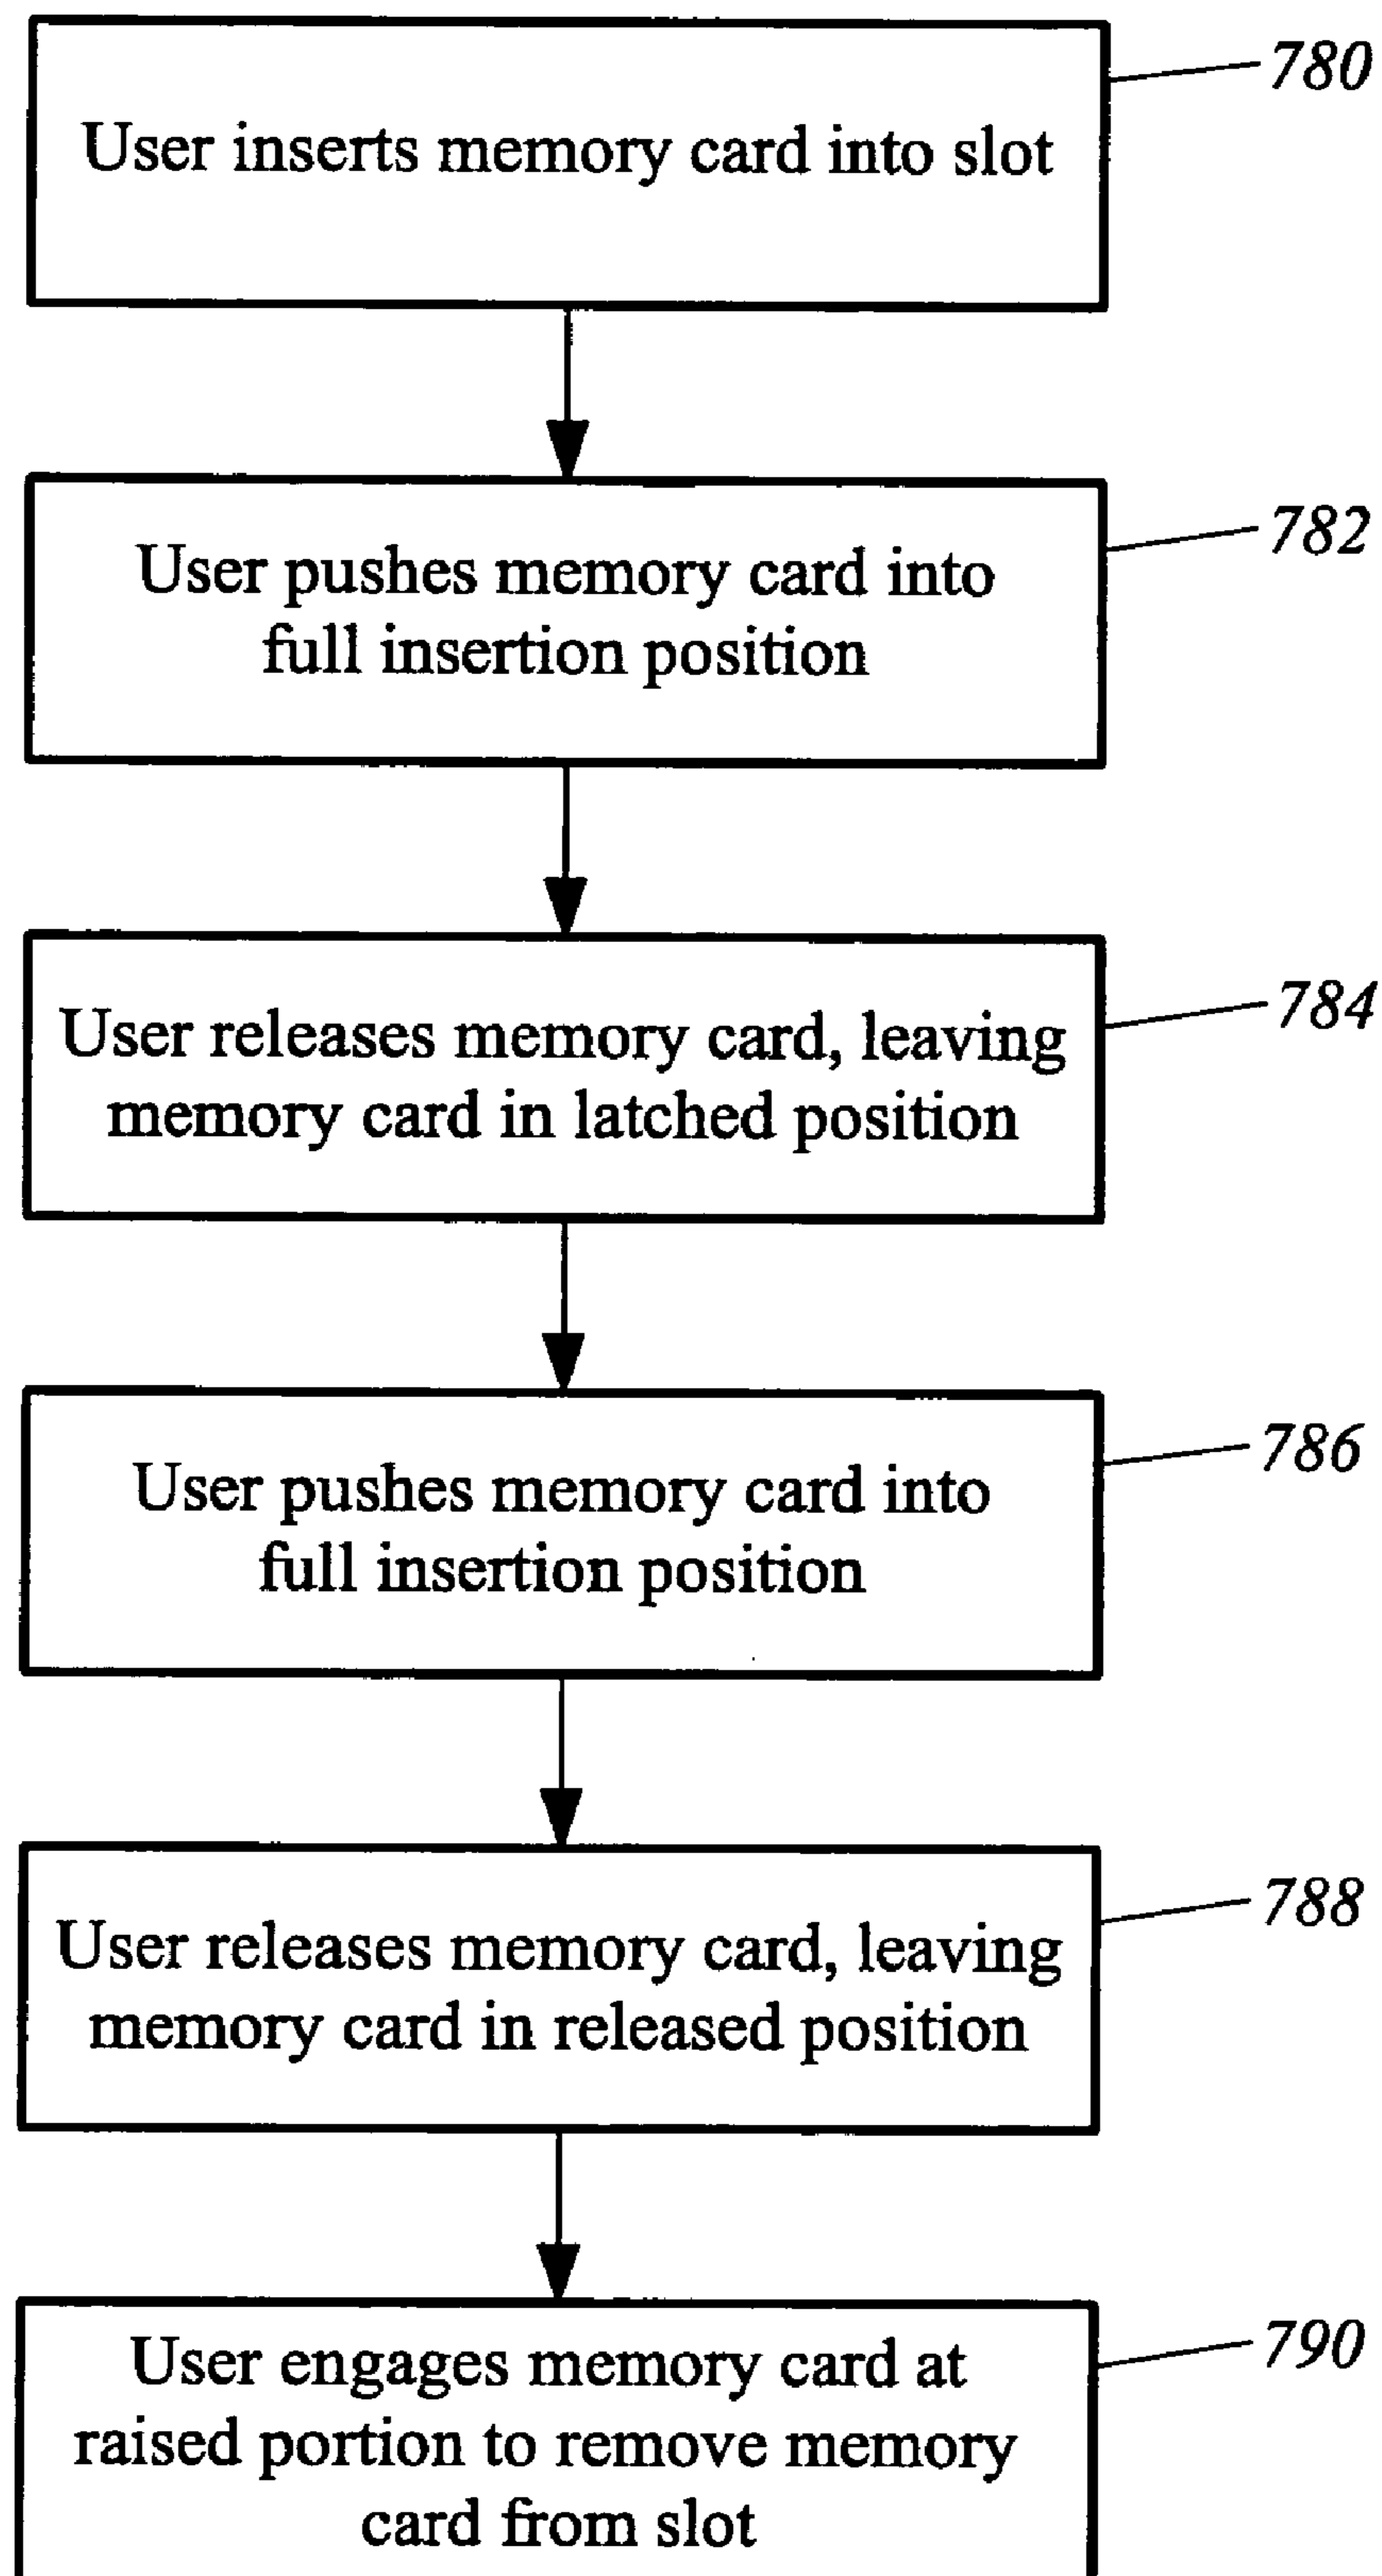 User inserts memory card into slot
780
User pushes memory card into
full insertion position
782
User releases memory card, leaving
memory card in latched position
784
User pushes memory card into
full insertion position
786
User releases memory card, leaving
memory card in released position
788
User engages memory card at
raised portion to remove memory
card from slot
790